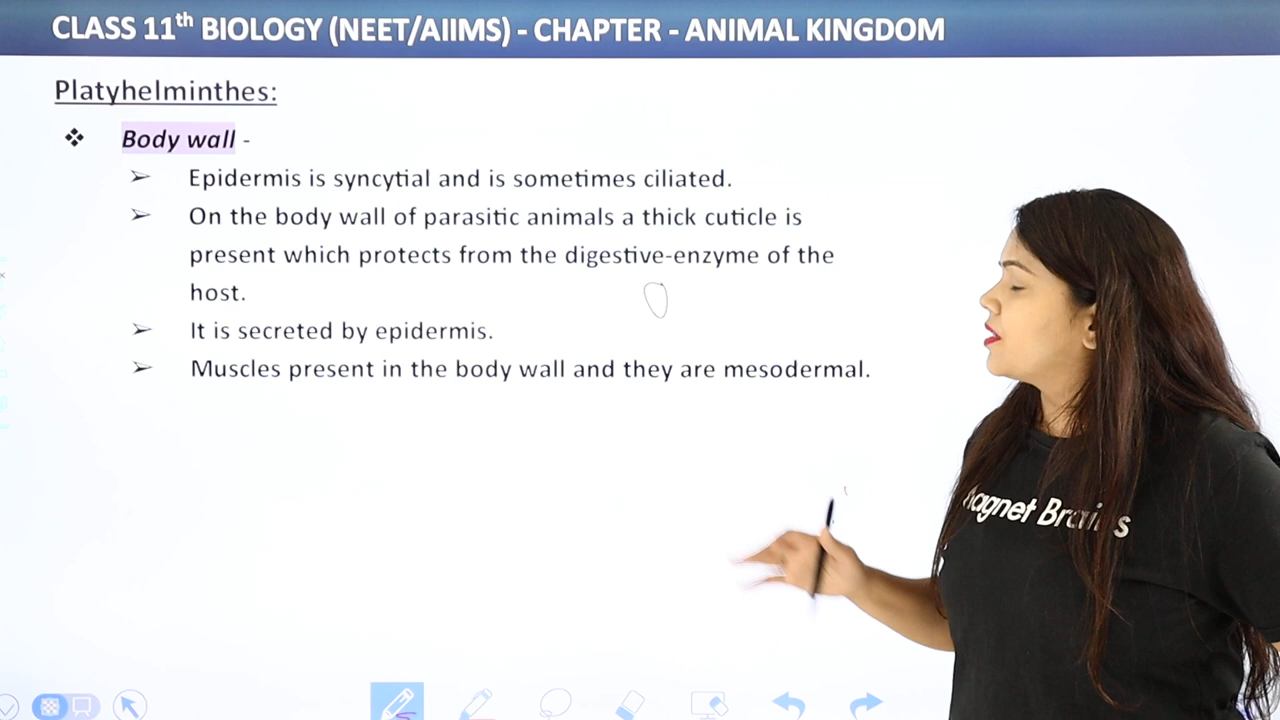 CLASS 11th BIOLOGY (NEET/AIIMS) - CHAPTER - ANIMAL KINGDOM
Platyhelminthes:
❖ Body wall -
➢ Epidermis is syncytial and is sometimes ciliated.
➢ On the body wall of parasitic animals a thick cuticle is
present which protects from the digestive-enzyme of the
host.
➢ It is secreted by epidermis.
➢ Muscles present in the body wall and they are mesodermal.
Magnet Brains